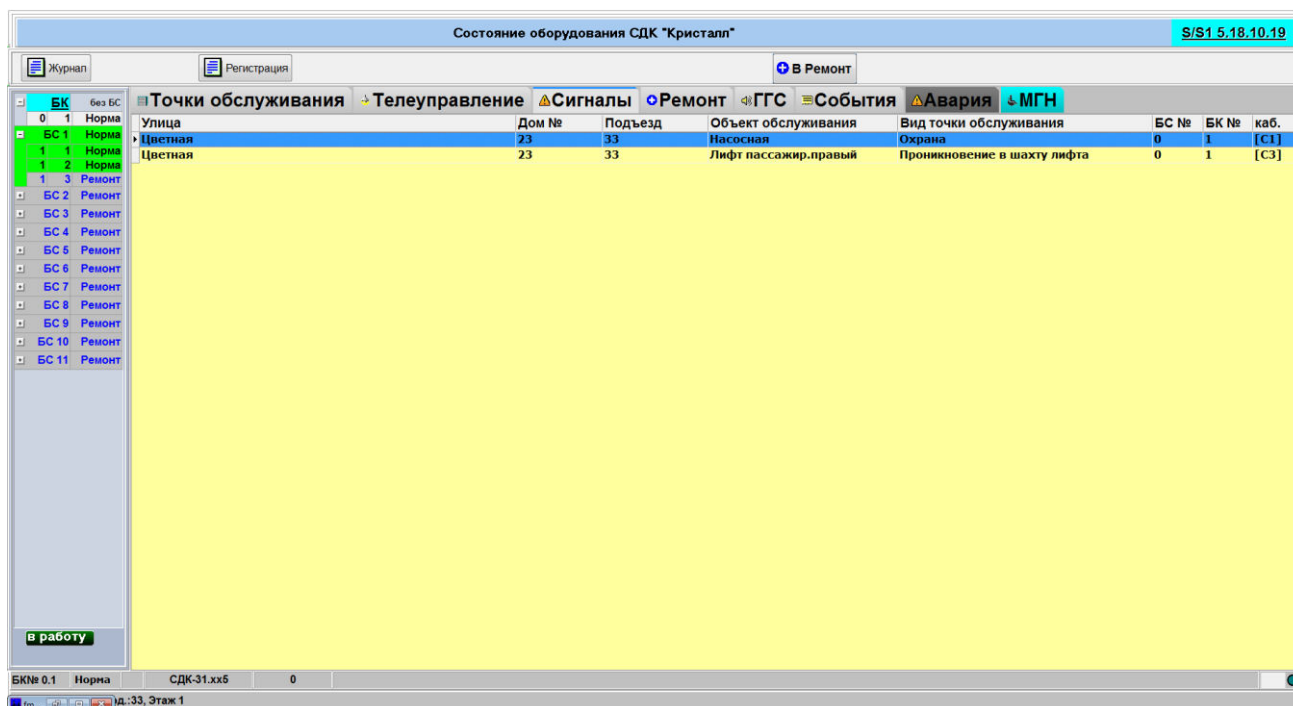 Состояние оборудования СДК "Кристалл"
S/S1 5.18.10.19
Журнал
Регистрация
В Ремонт
БК без БС
Точки обслуживания Телеуправление Сигналы Ремонт ГГС События Авария МГН
0 1 Норма
Улица Дом № Подъезд Объект обслуживания Вид точки обслуживания БС № БК № каб.
БС 1 Норма
Цветная 23 33 Насосная Охрана 0 1 [C1]
1 1 Норма
Цветная 23 33 Лифт пассажир.правый Проникновение в шахту лифта 0 1 [C3]
1 2 Норма
1 3 Ремонт
БС 2 Ремонт
БС 3 Ремонт
БС 4 Ремонт
БС 5 Ремонт
БС 6 Ремонт
БС 7 Ремонт
БС 8 Ремонт
БС 9 Ремонт
БС 10 Ремонт
БС 11 Ремонт
в работу
БК№ 0.1 Норма СДК-31.xx5 0
д.:33, Этаж 1